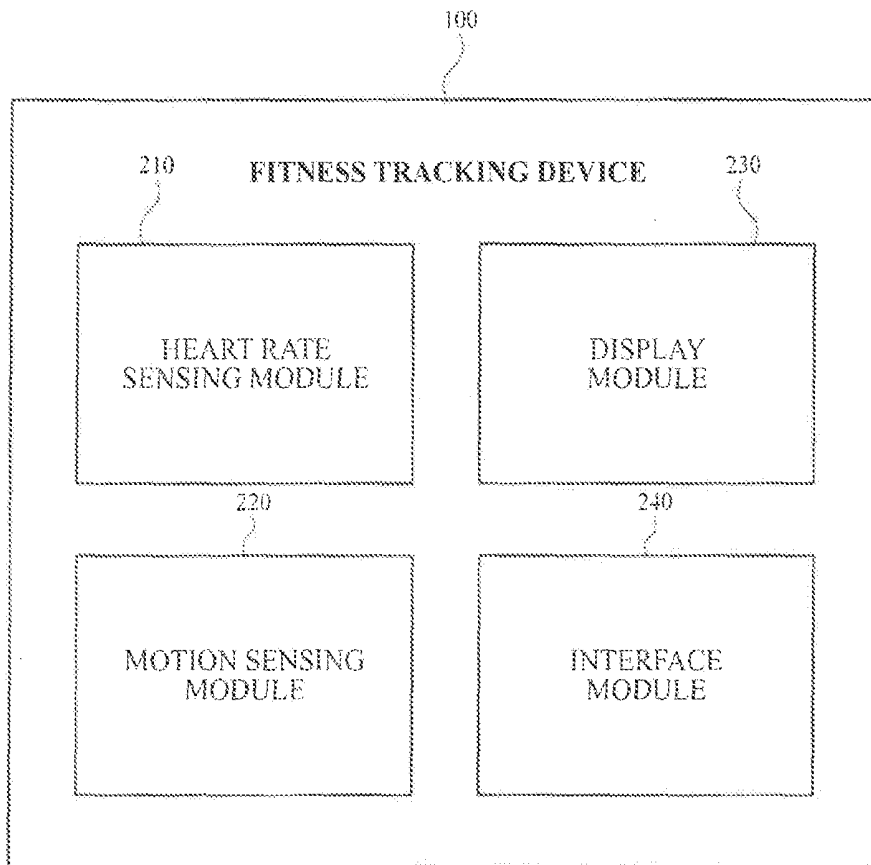 100
210
FITNESS TRACKING DEVICE
230
HEART RATE
SENSING MODULE
DISPLAY
MODULE
220
240
MOTION SENSING
MODULE
INTERFACE
MODULE